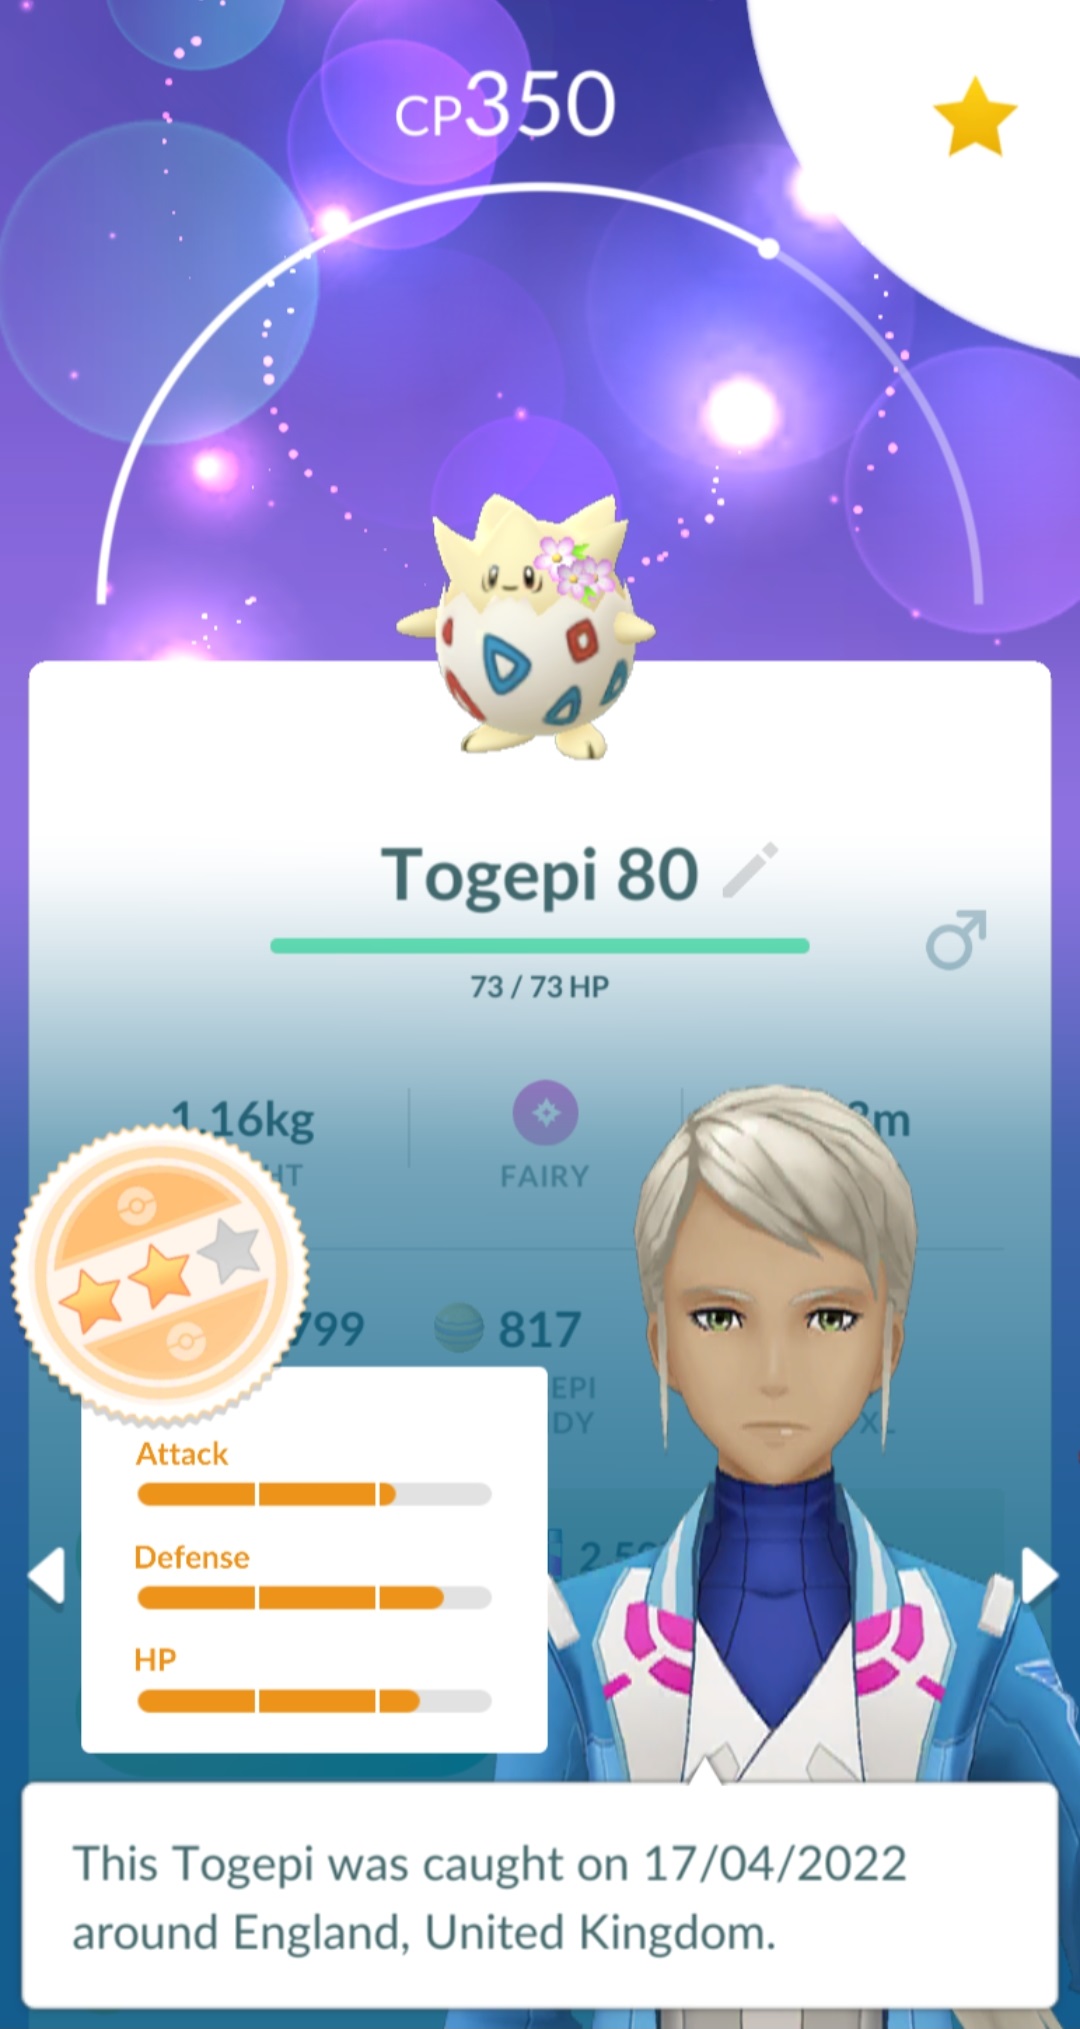 CP350
Togepi 80
73 / 73 HP
1.16kg
FAIRY
817
Attack
Defense
HP
This Togepi was caught on 17/04/2022
around England, United Kingdom.